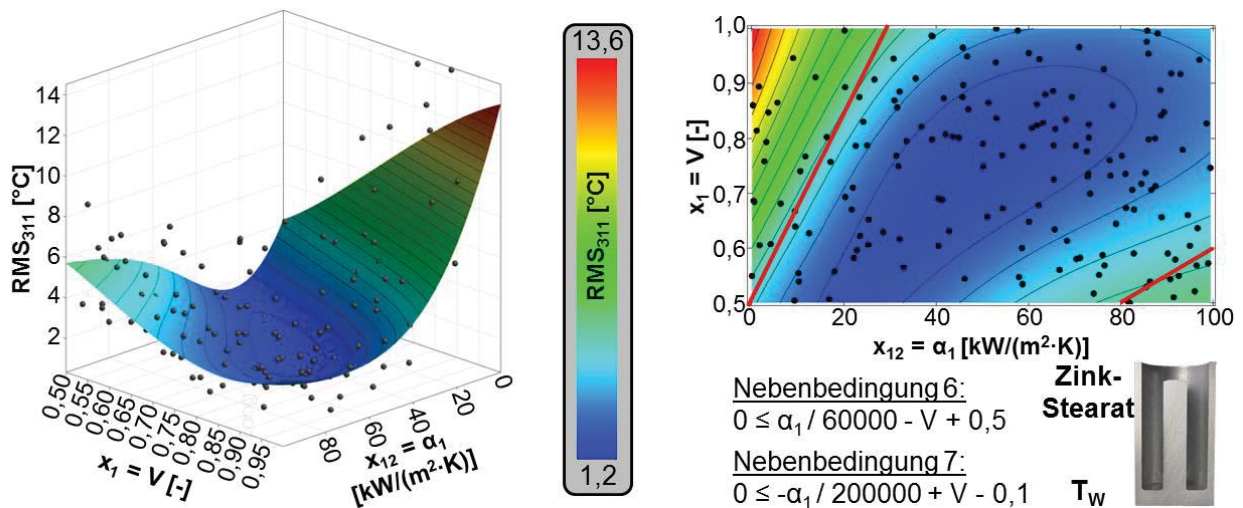 14
12
10
8
6
4
2
RMS₃₁₁ [°C]
0,50
0,55
0,60
0,65
0,70
0,75
0,80
0,85
0,90
0,95
x₁ = V [-]
80
60
40
20
0
x₁₂ = α₁
[kW/(m²·K)]
13,6
RMS₃₁₁ [°C]
1,2
1,0
0,9
0,8
0,7
0,6
0,5
x₁ = V [-]
0
20
40
60
80
100
x₁₂ = α₁ [kW/(m²·K)]
Nebenbedingung 6:
0 ≤ α₁ / 60000 - V + 0,5
Nebenbedingung 7:
0 ≤ -α₁ / 200000 + V - 0,1
Zink-
Stearat
T_W